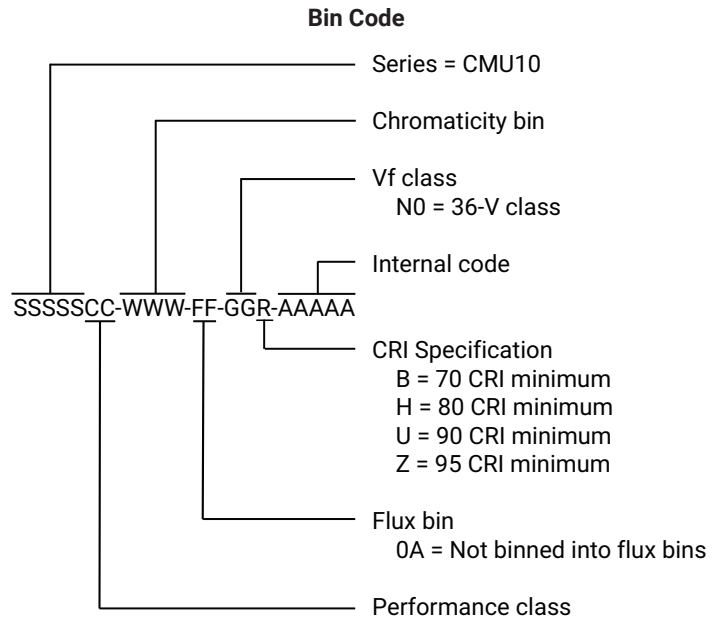 Bin Code
Series = CMU10
Chromaticity bin
Vf class
N0 = 36-V class
Internal code
SSSSSCC-WWW-FF-GGR-AAAAA
CRI Specification
B = 70 CRI minimum
H = 80 CRI minimum
U = 90 CRI minimum
Z = 95 CRI minimum
Flux bin
0A = Not binned into flux bins
Performance class